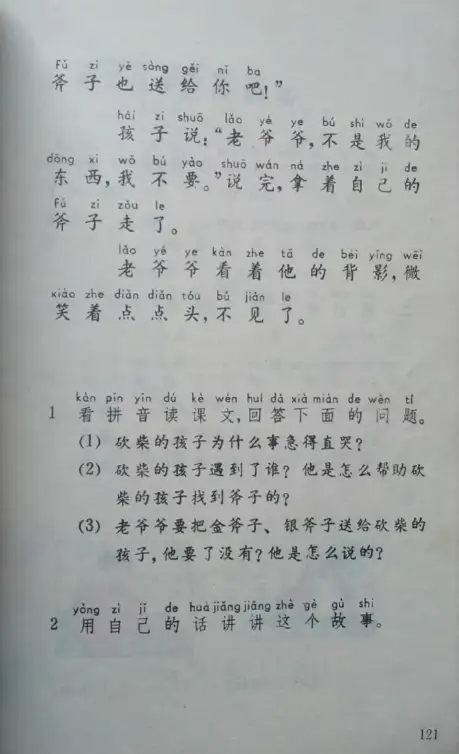 fǔ zi yě sòng gěi nǐ ba
斧子也送给你吧！”
hái zi shuō lǎo yé ye bú shì wǒ de
孩子说：“老爷爷，不是我的
dōng xi wǒ bú yào shuō wán ná zhe zì jǐ de
东西，我不要。”说完，拿着自己的
fǔ zi zǒu le
斧子走了。
lǎo yé ye kàn zhe tā de bèi yǐng wēi
老爷爷看着他的背影，微
xiào zhe diǎn diǎn tóu bú jiàn le
笑着点点头，不见了。
kàn pīn yīn dú kè wén huí dá xià miàn de wèn tí
1 看拼音读课文，回答下面的问题。
(1) 砍柴的孩子为什么事急得直哭？
(2) 砍柴的孩子遇到了谁？他是怎么帮助砍
柴的孩子找到斧子的？
(3) 老爷爷要把金斧子、银斧子送给砍柴的
孩子，他要了没有？他是怎么说的？
yòng zì jǐ de huà jiǎng jiǎng zhè gè gù shi
2 用自己的话讲讲这个故事。
121